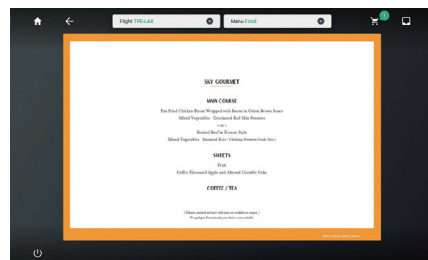 Flight TPE-LAX
Menu Food
1
SKY GOURMET
MAIN COURSE
Pan Fried Chicken Breast Wrapped with Bacon in Onion Brown Sauce
Mixed Vegetables Gratinated Red Skin Potatoes
- or -
Braised Beef in Korean Style
Mixed Vegetables Steamed Rice
SWEETS
Fruit
Coffee Flavoured Apple and Almond Crumble Cake
COFFEE / TEA